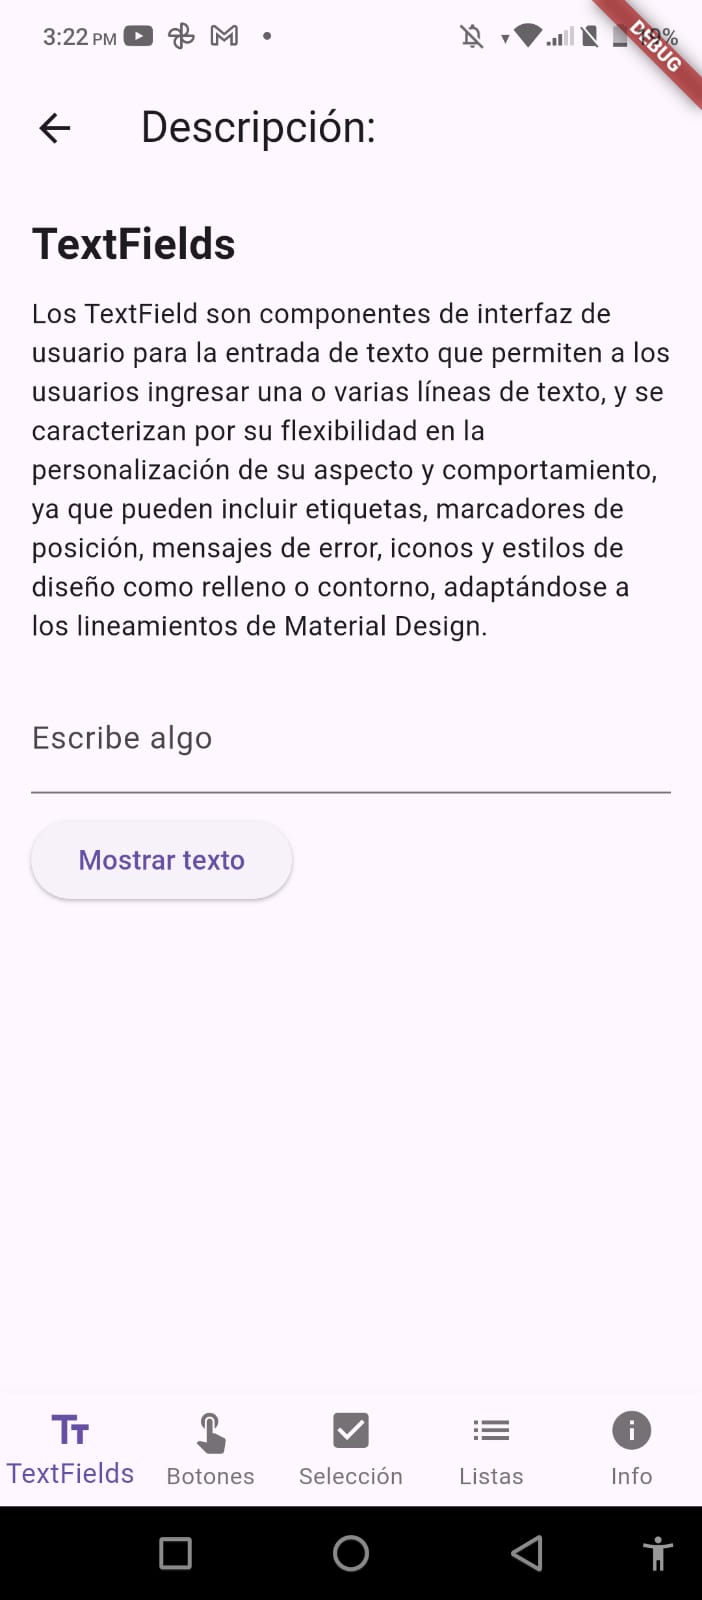 3:22 PM
DEBUG
Descripción:
TextFields
Los TextField son componentes de interfaz de
usuario para la entrada de texto que permiten a los
usuarios ingresar una o varias líneas de texto, y se
caracterizan por su flexibilidad en la
personalización de su aspecto y comportamiento,
ya que pueden incluir etiquetas, marcadores de
posición, mensajes de error, iconos y estilos de
diseño como relleno o contorno, adaptándose a
los lineamientos de Material Design.
Escribe algo
Mostrar texto
TextFields
Botones
Selección
Listas
Info